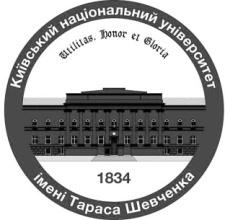 Київський національний університет
Utilitas, Honor et Gloria
1834
імені Тараса Шевченка